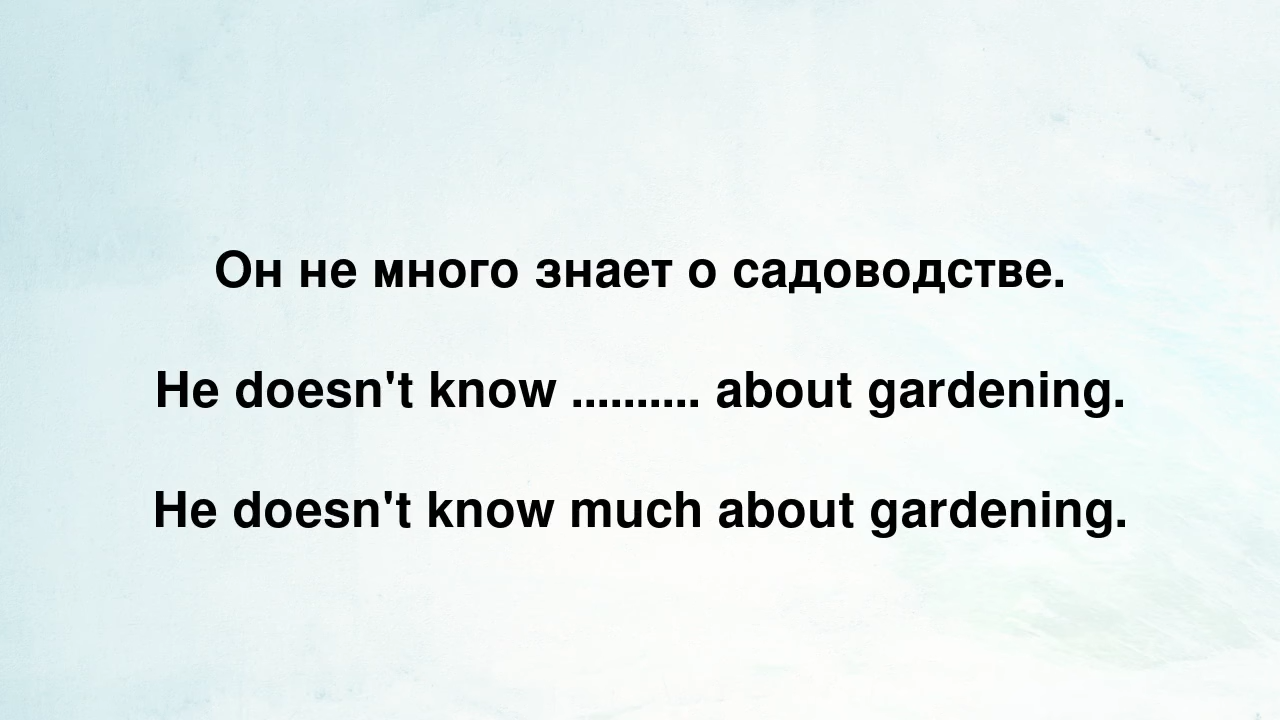 Он не много знает о садоводстве.
He doesn't know .......... about gardening.
He doesn't know much about gardening.